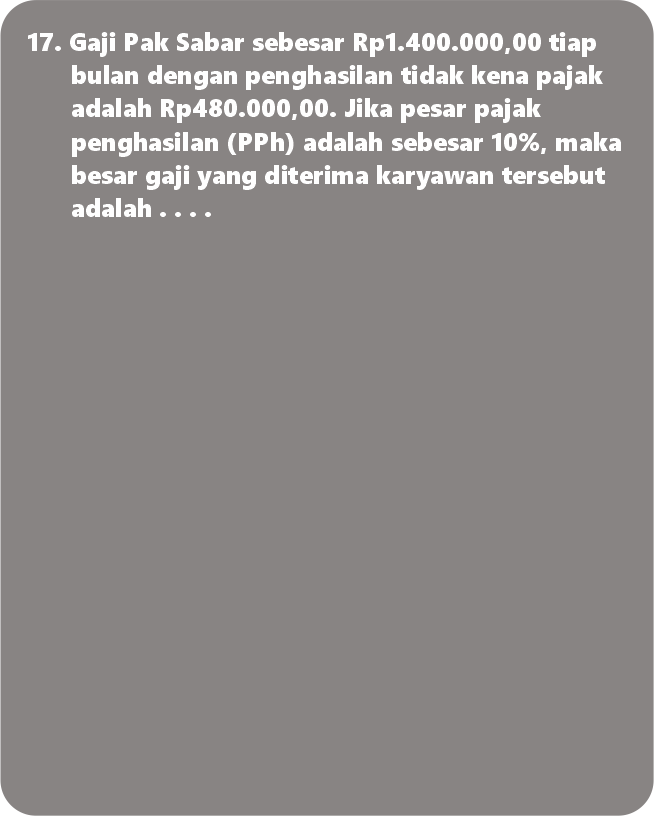 17. Gaji Pak Sabar sebesar Rp1.400.000,00 tiap
bulan dengan penghasilan tidak kena pajak
adalah Rp480.000,00. Jika pesar pajak
penghasilan (PPh) adalah sebesar 10%, maka
besar gaji yang diterima karyawan tersebut
adalah . . . .